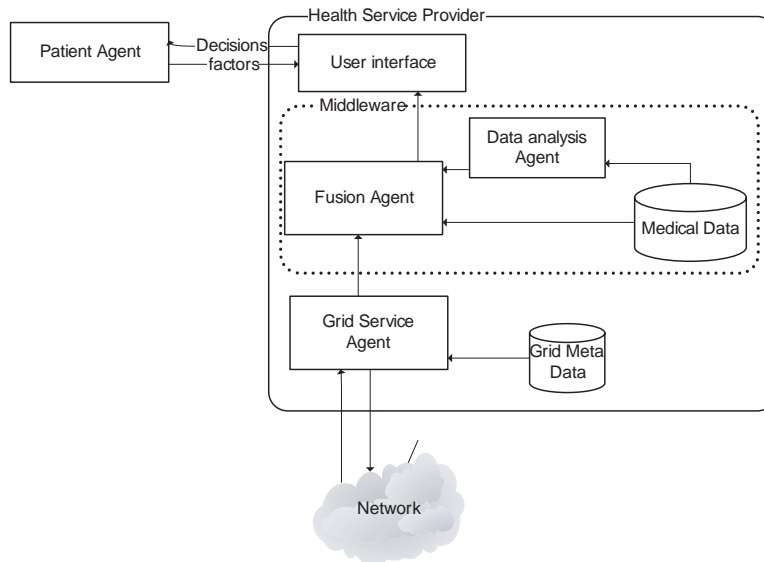 Health Service Provider
Patient Agent
Decisions
factors
User interface
Middleware
Data analysis
Agent
Fusion Agent
Medical Data
Grid Service
Agent
Grid Meta
Data
Network